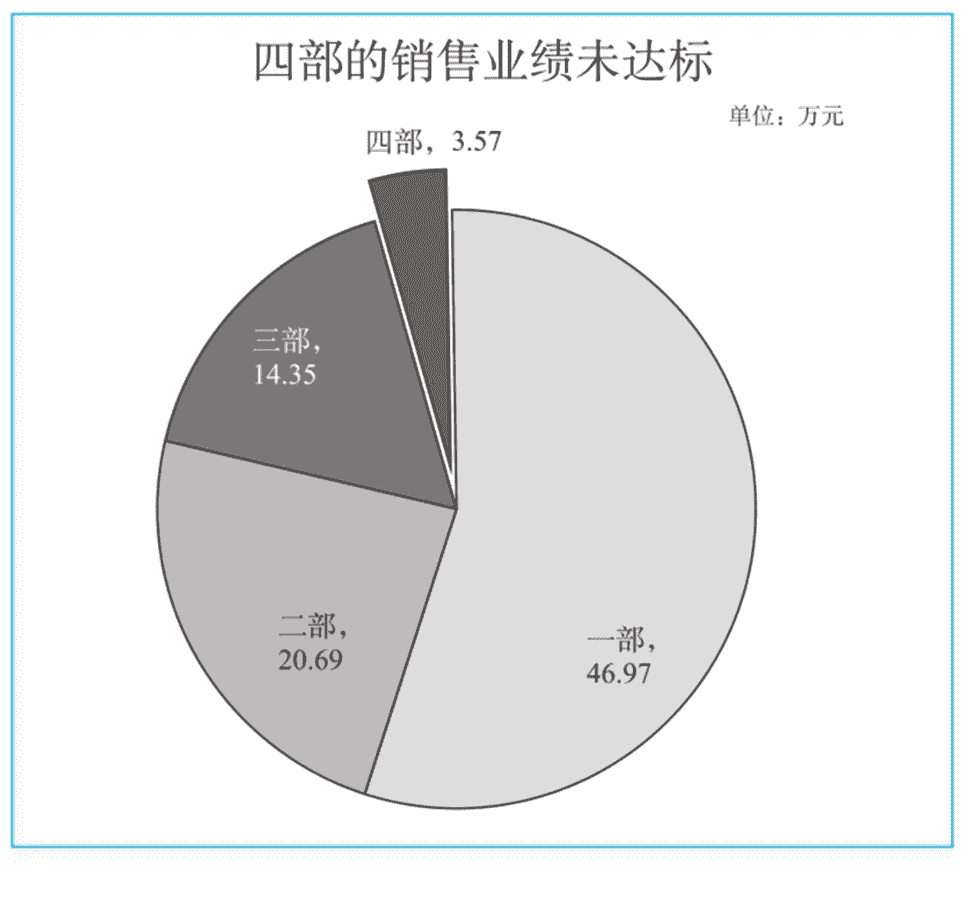 四部的销售业绩未达标
单位：万元
四部，3.57
三部，
14.35
二部，
20.69
一部，
46.97